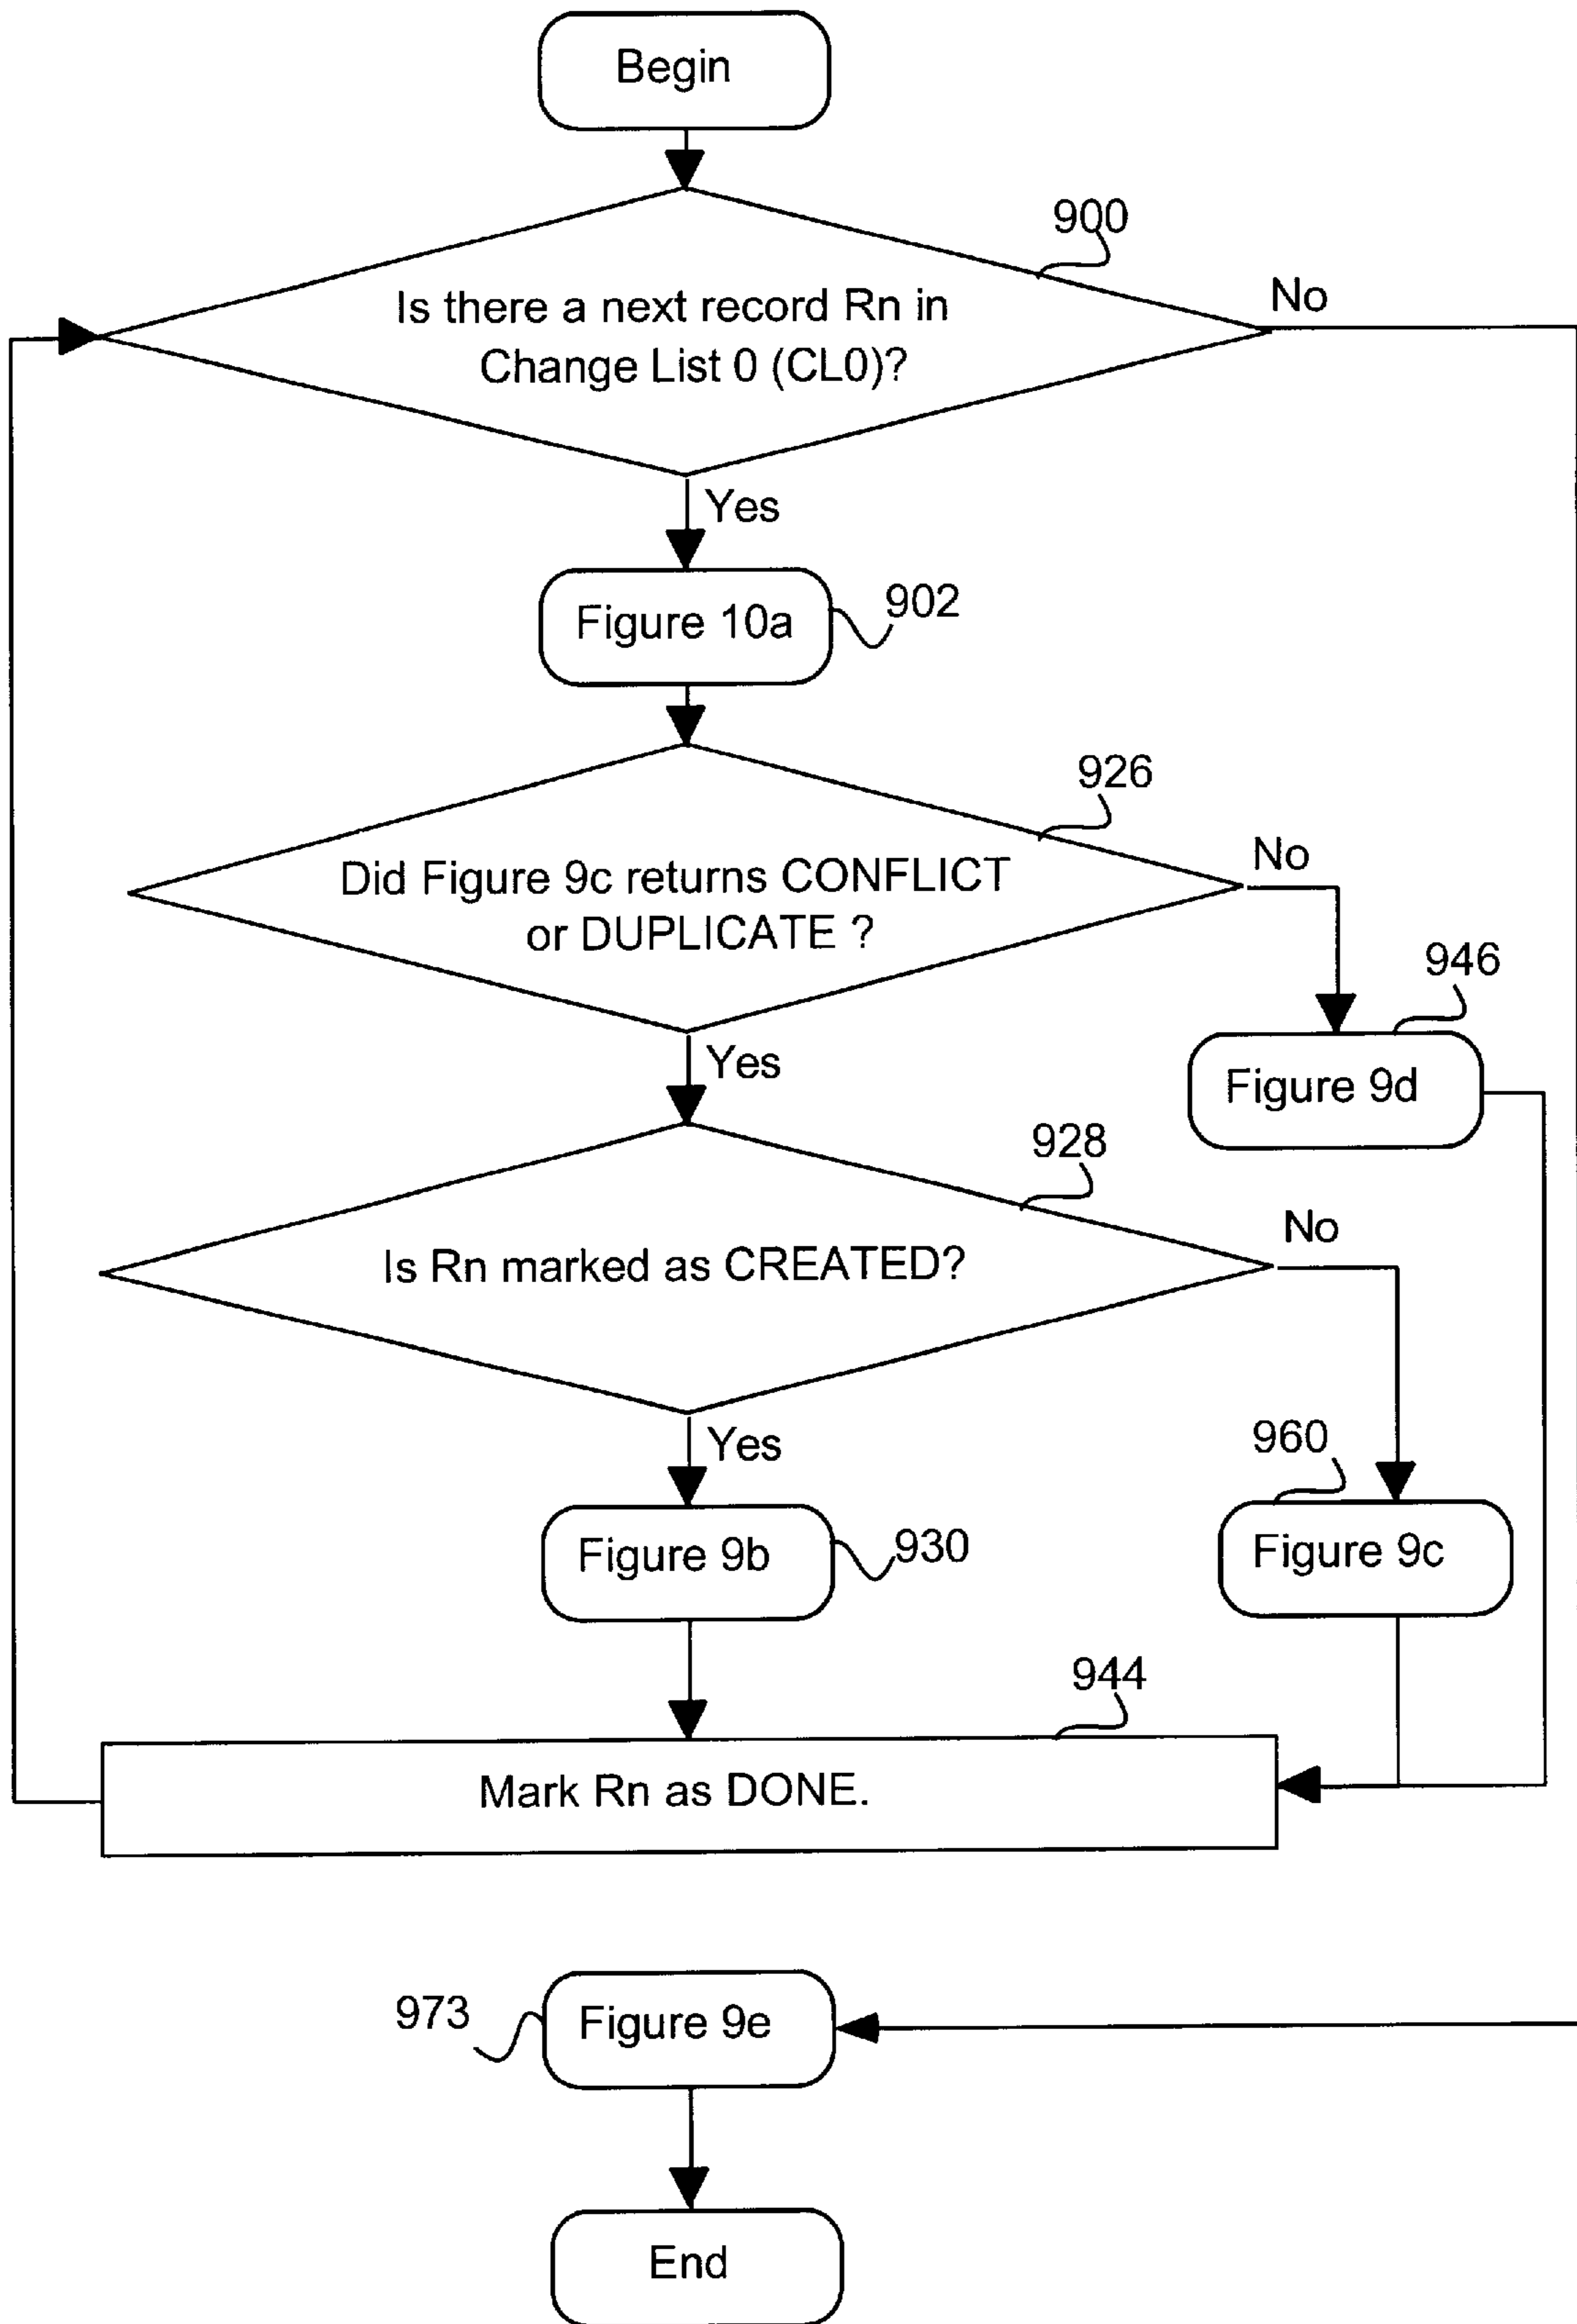 Begin
900
Is there a next record Rn in
Change List 0 (CL0)?
No
Yes
Figure 10a
902
926
Did Figure 9c returns CONFLICT
or DUPLICATE ?
No
946
Yes
Figure 9d
928
Is Rn marked as CREATED?
No
Yes
960
Figure 9b
930
Figure 9c
944
Mark Rn as DONE.
973
Figure 9e
End